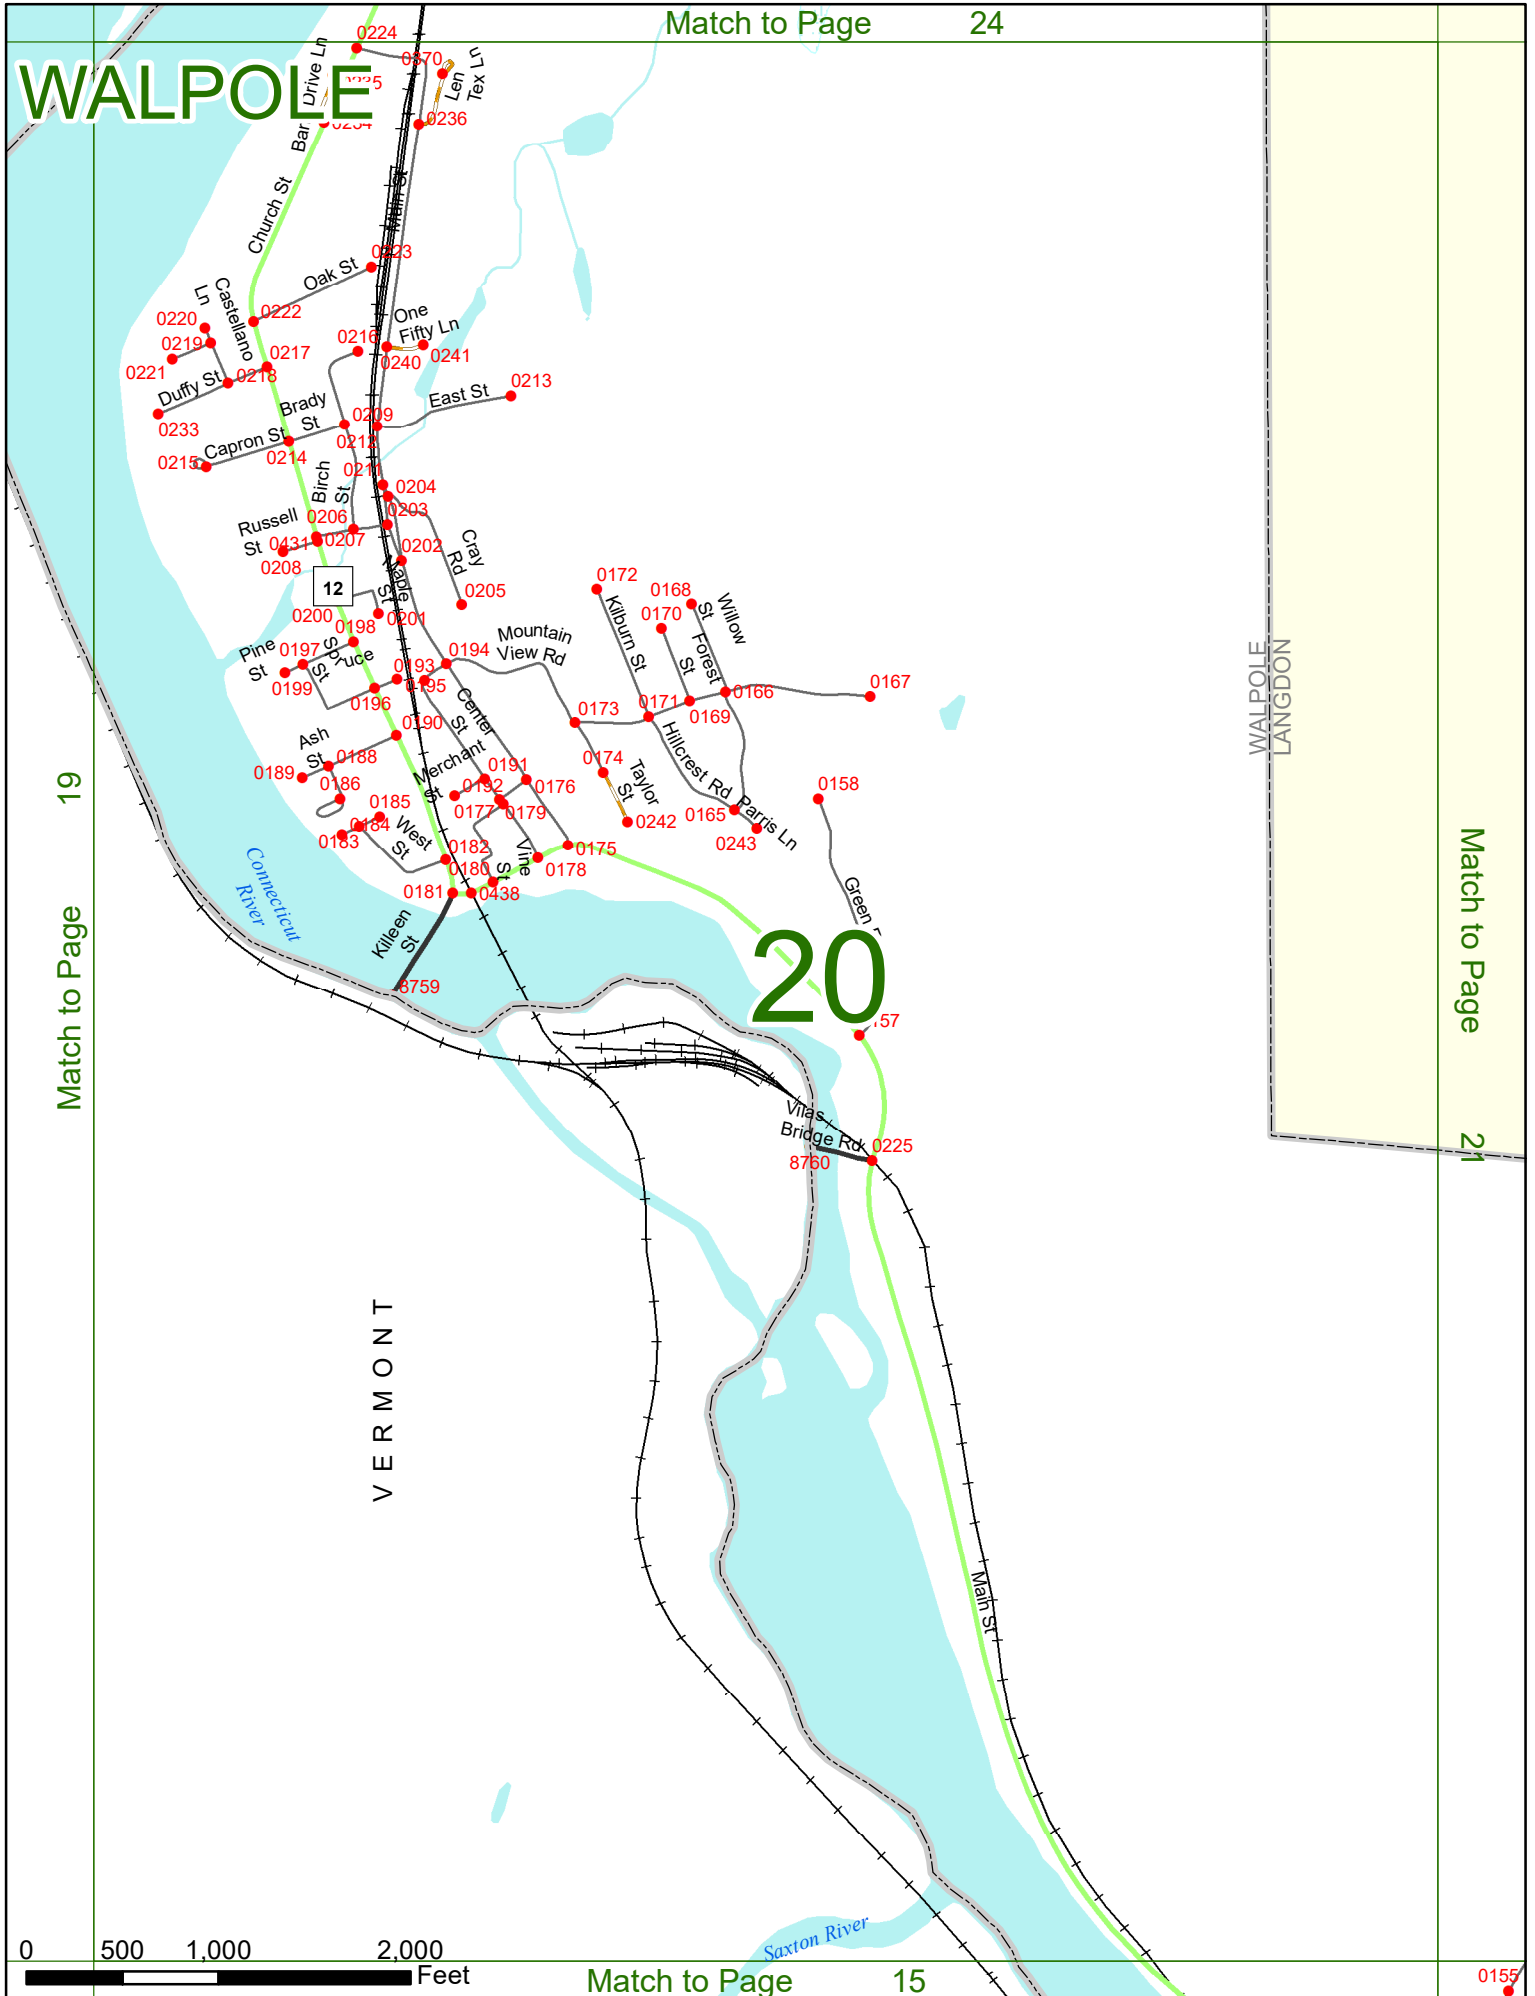 Match to Page 24
WALPOLE
0224
0370
Len
Tex Ln
0236
Drive Ln
Church St
Main St
0223
Oak St
0222
Castellano
Ln
0220
0219
0221
0217
0218
Duffy St
0233
0216
One
Fifty Ln
0240
0241
East St
0213
Brady
St
0209
0212
Capron St
0215
0214
0211
Birch
St
0204
0203
0206
0207
Russell
St
0431
0208
0202
Cray
Rd
0205
Maple
St
12
0200
0201
0198
0172
0168
0170
Kilburn St
Forest
St
Willow
St
Mountain
View Rd
0194
Pine
St
0197
0199
Spruce
St
0193
0195
0196
0190
Center
St
0173
0171
0169
0166
0167
WALPOLE
LANGDON
Ash
St
0188
0189
0186
0185
0184
0183
Merchant
St
0191
0192
0176
0177
0179
0174
Taylor
St
0242
Hillcrest Rd
0165
Parris Ln
0243
0158
West
St
0182
0180
0181
0438
Vine
St
0178
0175
Green
Connecticut
River
Killeen
St
8759
20
157
Vilas
Bridge Rd
0225
8760
Match to Page 19
Match to Page 21
VERMONT
Main St
Saxton River
0 500 1,000 2,000
Feet
Match to Page 15
0155